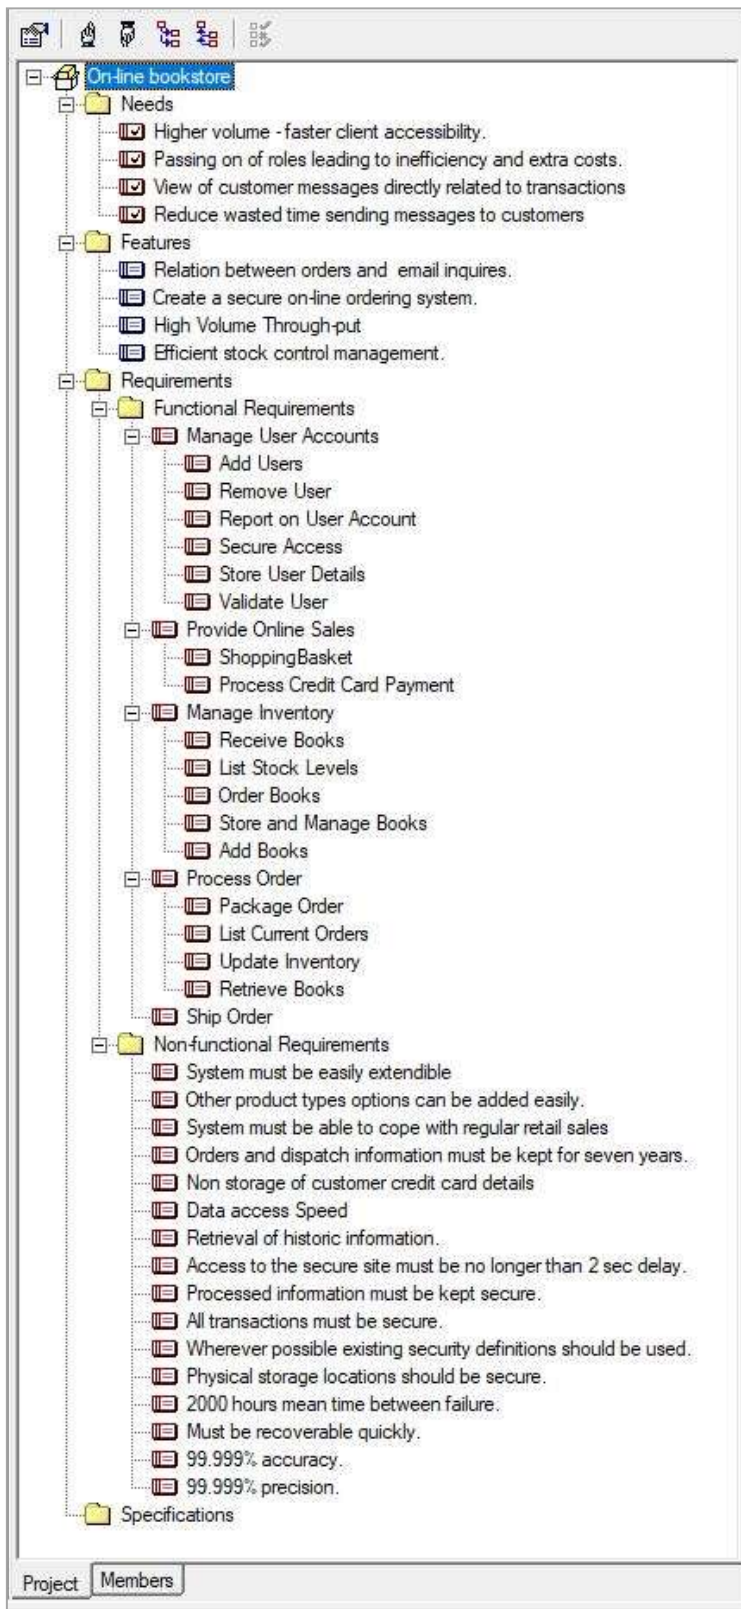 On-line bookstore
Needs
Higher volume - faster client accessibility.
Passing on of roles leading to inefficiency and extra costs.
View of customer messages directly related to transactions
Reduce wasted time sending messages to customers
Features
Relation between orders and email inquires.
Create a secure on-line ordering system.
High Volume Through-put
Efficient stock control management.
Requirements
Functional Requirements
Manage User Accounts
Add Users
Remove User
Report on User Account
Secure Access
Store User Details
Validate User
Provide Online Sales
ShoppingBasket
Process Credit Card Payment
Manage Inventory
Receive Books
List Stock Levels
Order Books
Store and Manage Books
Add Books
Process Order
Package Order
List Current Orders
Update Inventory
Retrieve Books
Ship Order
Non-functional Requirements
System must be easily extendible
Other product types options can be added easily.
System must be able to cope with regular retail sales
Orders and dispatch information must be kept for seven years.
Non storage of customer credit card details
Data access Speed
Retrieval of historic information.
Access to the secure site must be no longer than 2 sec delay.
Processed information must be kept secure.
All transactions must be secure.
Wherever possible existing security definitions should be used.
Physical storage locations should be secure.
2000 hours mean time between failure.
Must be recoverable quickly.
99.999% accuracy.
99.999% precision.
Specifications
Project Members